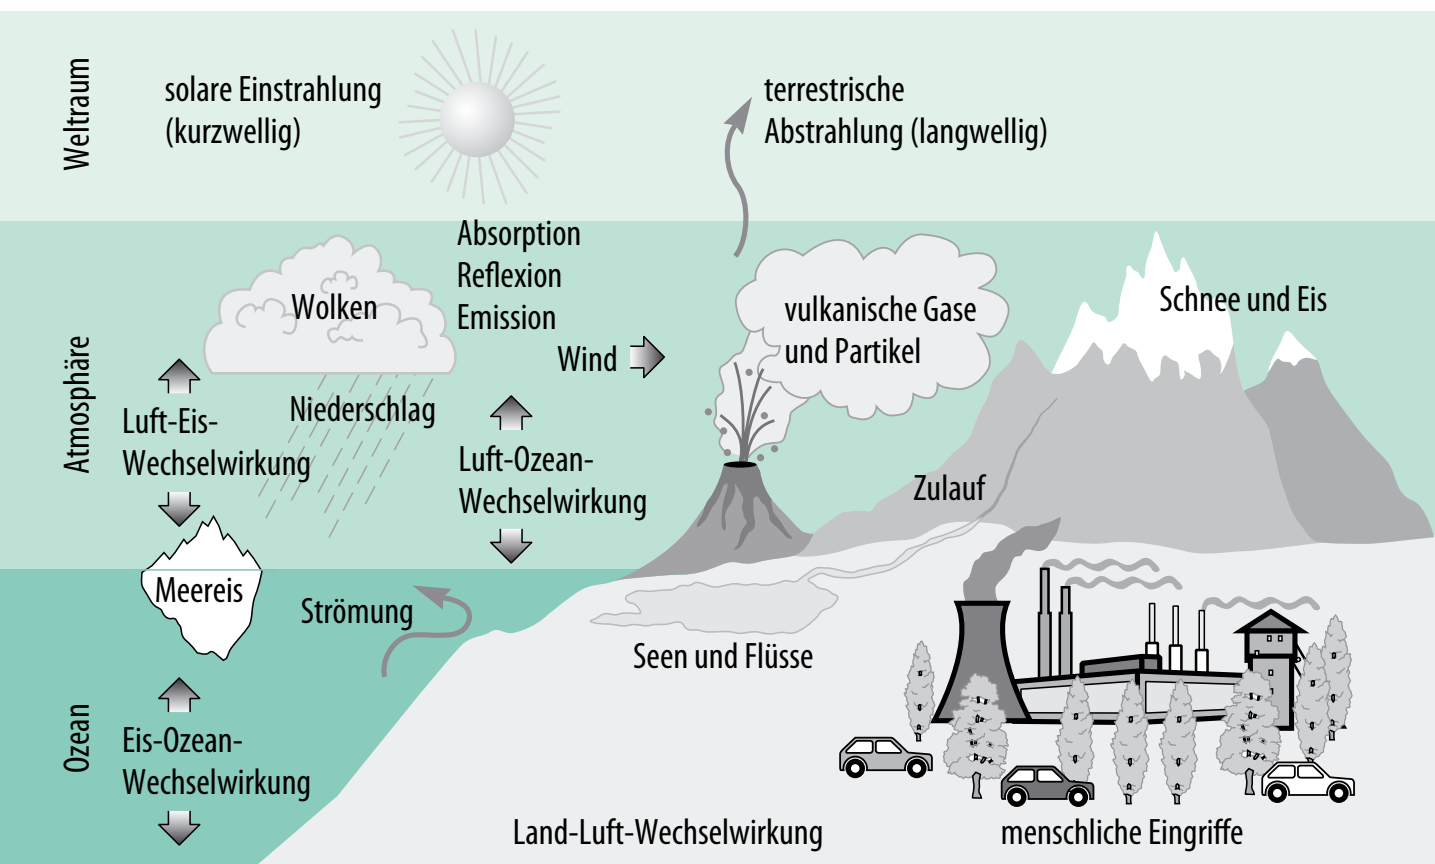 Weltraum
solare Einstrahlung
(kurzwellig)
terrestrische
Abstrahlung (langwellig)
Atmosphäre
Absorption
Reflexion
Emission
Wolken
Wind
vulkanische Gase
und Partikel
Schnee und Eis
Niederschlag
Luft-Eis-
Wechselwirkung
Luft-Ozean-
Wechselwirkung
Zulauf
Ozean
Meereis
Strömung
Seen und Flüsse
Eis-Ozean-
Wechselwirkung
Land-Luft-Wechselwirkung
menschliche Eingriffe